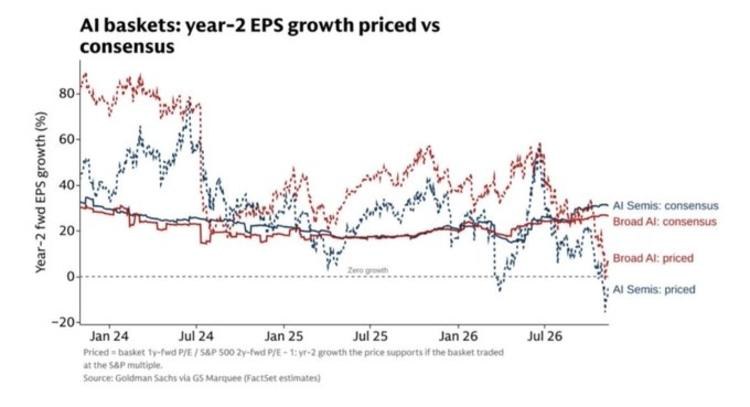 AI baskets: year-2 EPS growth priced vs
consensus
Year-2 fwd EPS growth (%)
80
60
40
20
0
−20
Zero growth
AI Semis: consensus
Broad AI: consensus
Broad AI: priced
AI Semis: priced
Jan 24
Jul 24
Jan 25
Jul 25
Jan 26
Jul 26
Priced = basket 1y-fwd P/E / S&P 500 2y-fwd P/E - 1: yr-2 growth the price supports if the basket traded
at the S&P multiple.
Source: Goldman Sachs via GS Marquee (FactSet estimates)